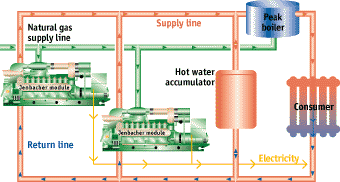 Supply line
Peak
boiler
Natural gas
supply line
Hot water
accumulator
Jenbacher module
Consumer
Jenbacher module
Return line
Electricity